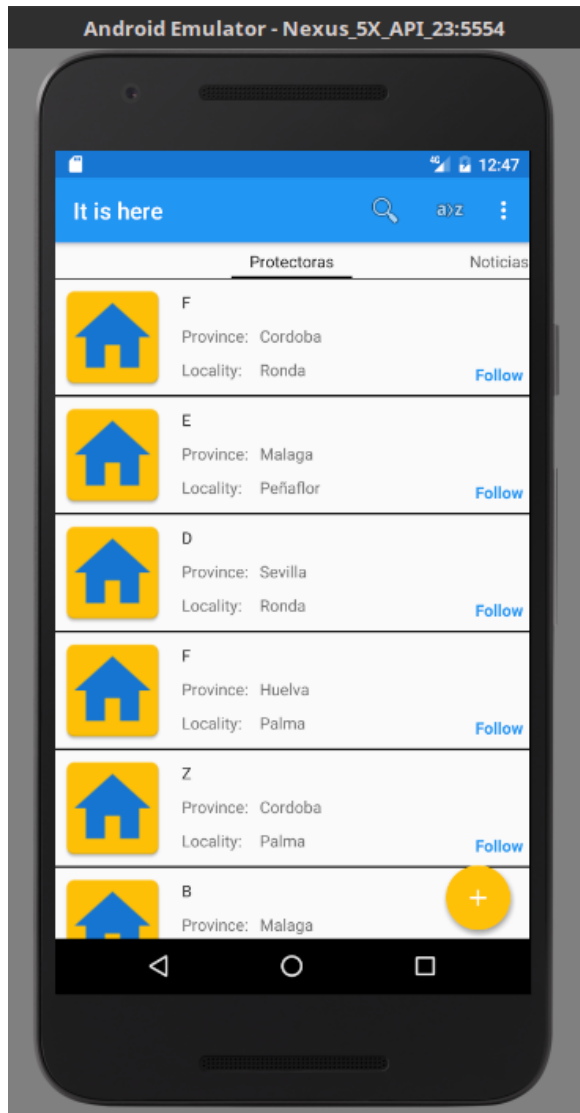 Android Emulator - Nexus_5X_API_23:5554
4G 12:47
It is here a>z
Protectoras Noticias
F
Province: Cordoba
Locality: Ronda
Follow
E
Province: Malaga
Locality: Peñaflor
Follow
D
Province: Sevilla
Locality: Ronda
Follow
F
Province: Huelva
Locality: Palma
Follow
Z
Province: Cordoba
Locality: Palma
Follow
B
Province: Malaga
+